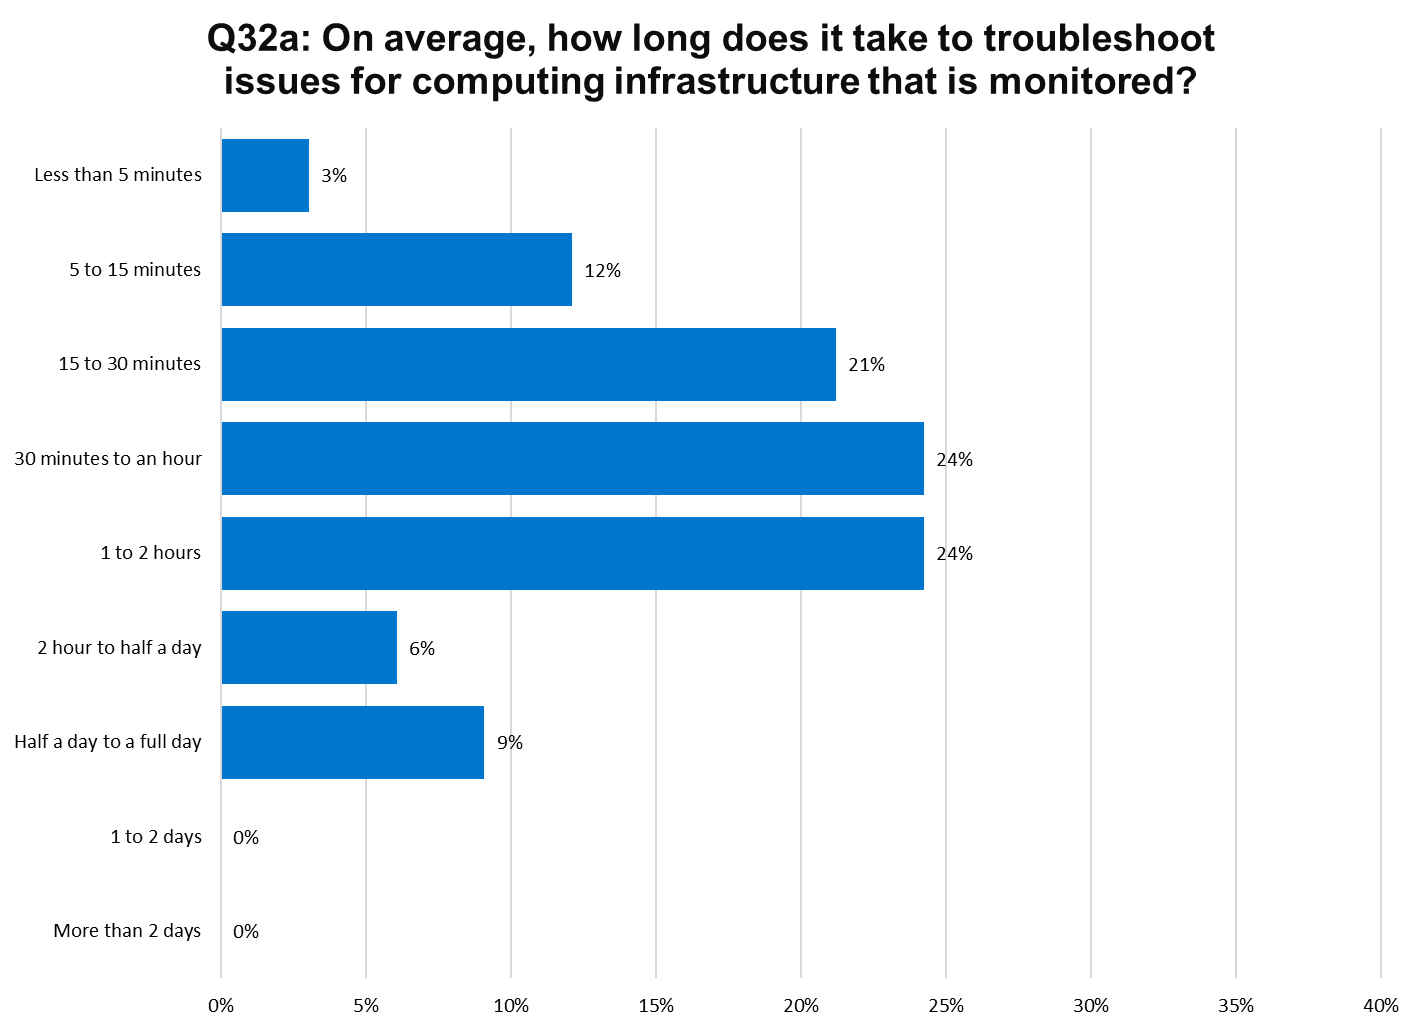 Q32a: On average, how long does it take to troubleshoot
issues for computing infrastructure that is monitored?
Less than 5 minutes
3%
5 to 15 minutes
12%
15 to 30 minutes
21%
30 minutes to an hour
24%
1 to 2 hours
24%
2 hour to half a day
6%
Half a day to a full day
9%
1 to 2 days
0%
More than 2 days
0%
0% 5% 10% 15% 20% 25% 30% 35% 40%